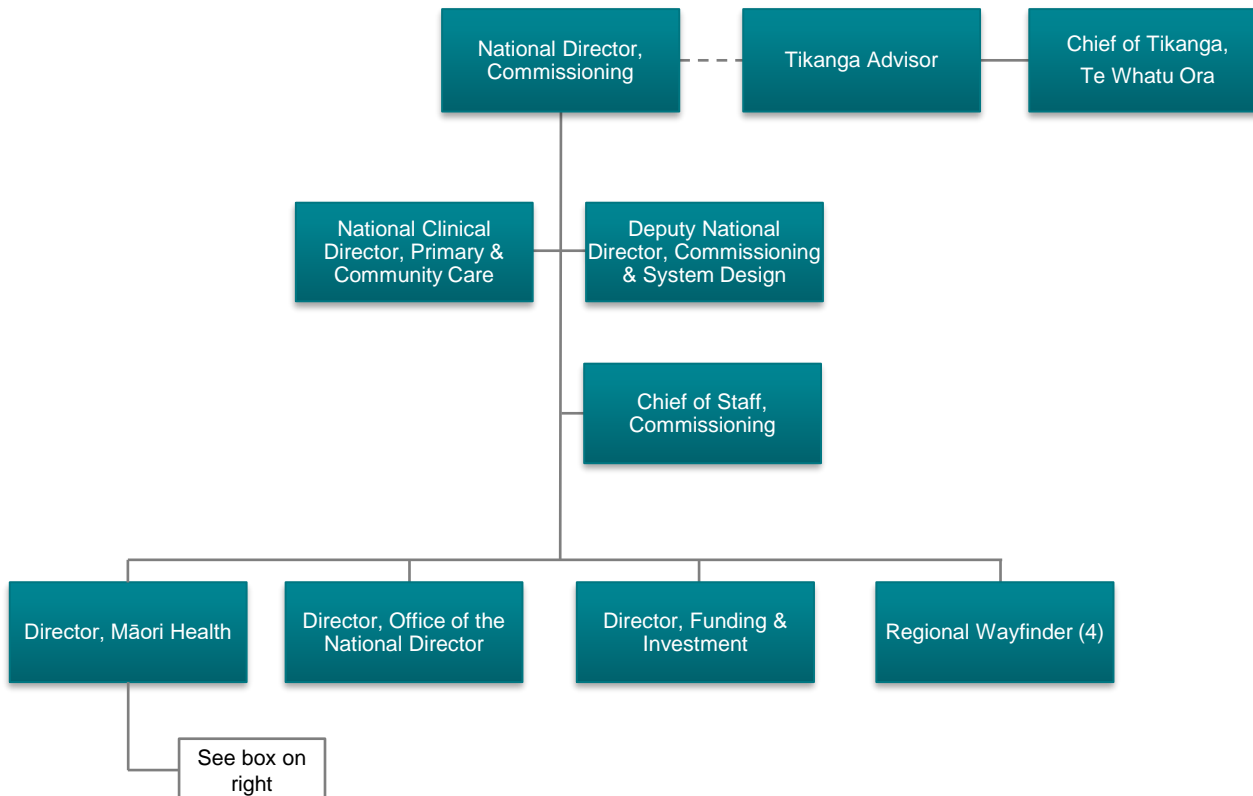 National Director,
Commissioning
Tikanga Advisor
Chief of Tikanga,
Te Whatu Ora
National Clinical
Director, Primary &
Community Care
Deputy National
Director, Commissioning
& System Design
Chief of Staff,
Commissioning
Director, Māori Health
Director, Office of the
National Director
Director, Funding &
Investment
Regional Wayfinder (4)
See box on
right